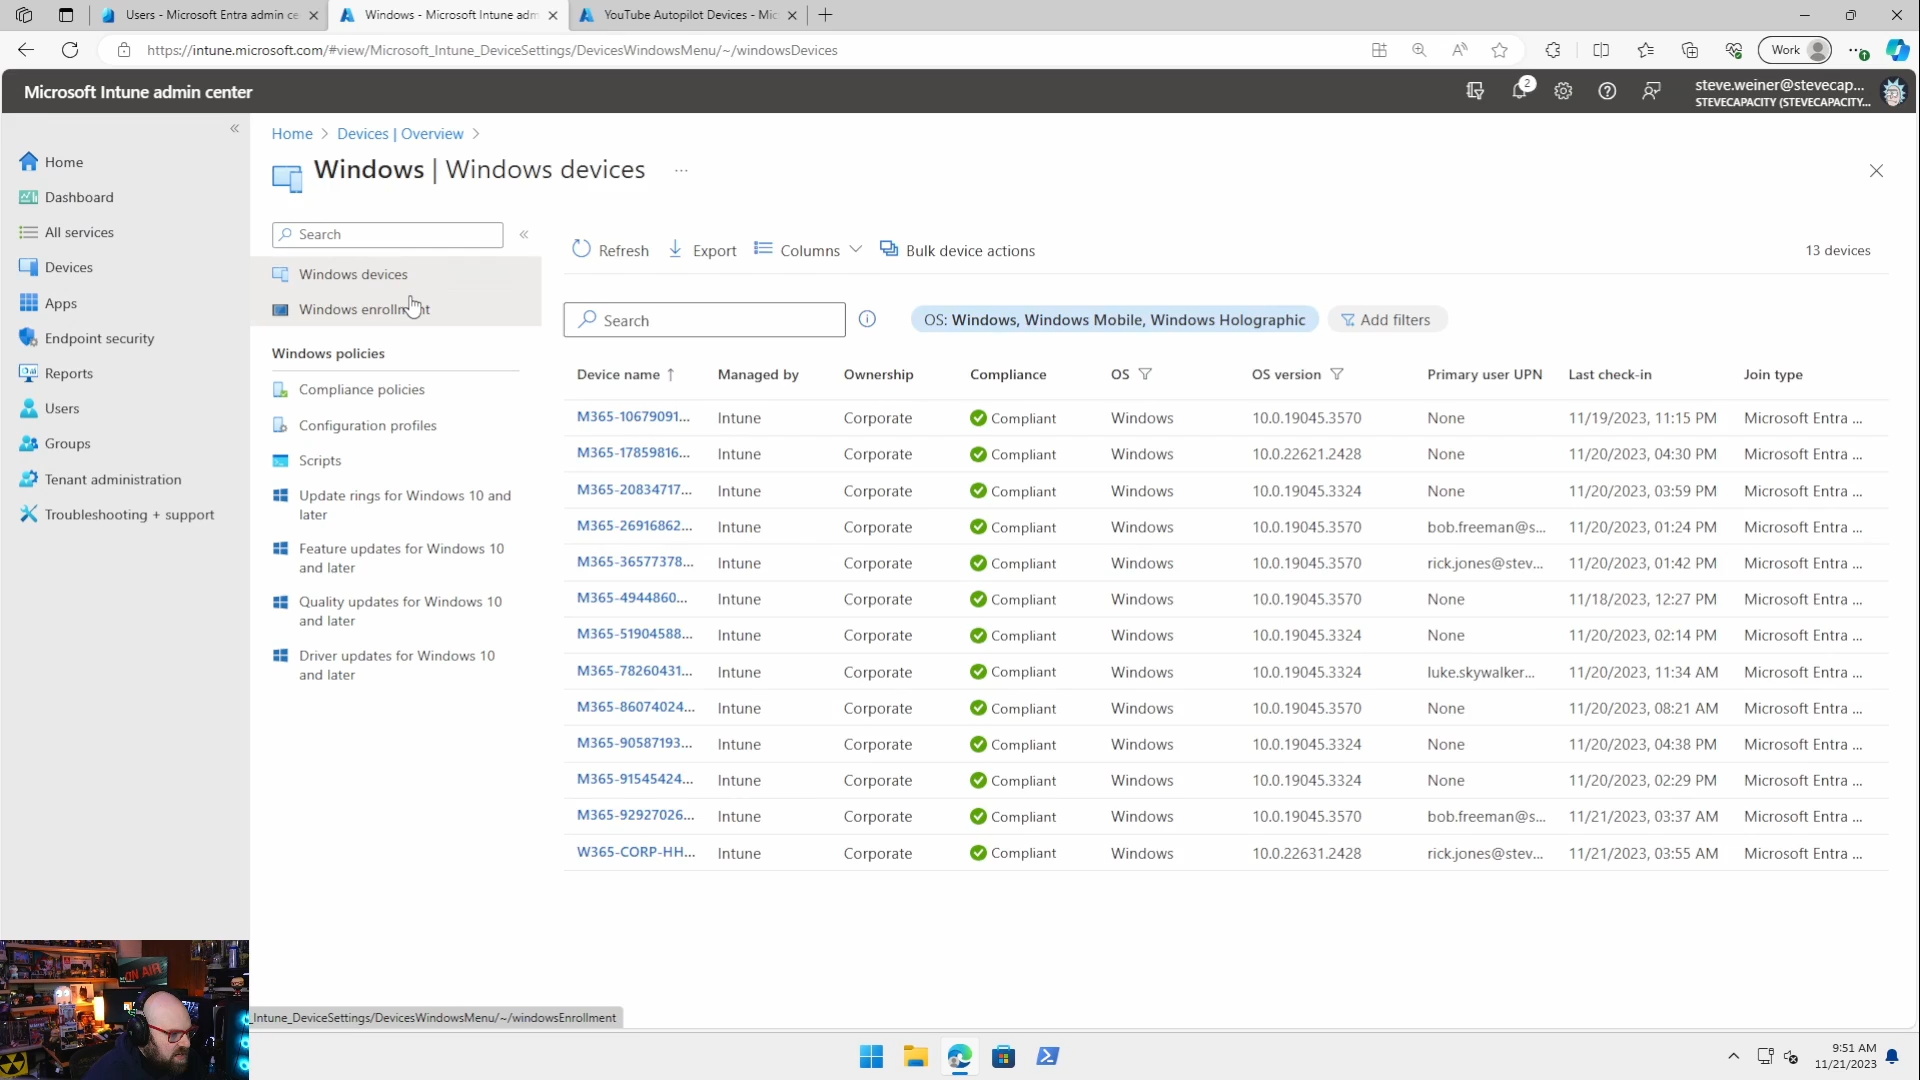 Users - Microsoft Entra admin ce
Windows - Microsoft Intune adm
YouTube Autopilot Devices - Mic
https://intune.microsoft.com/#view/Microsoft_Intune_DeviceSettings/DevicesWindowsMenu/~/windowsDevices
Work
Microsoft Intune admin center
2
steve.weiner@stevecap...
STEVECAPACITY (STEVECAPACITY,...
Home
Dashboard
All services
Devices
Apps
Endpoint security
Reports
Users
Groups
Tenant administration
Troubleshooting + support
Home > Devices | Overview >
Windows | Windows devices ...
Search
Windows devices
Windows enrollment
Windows policies
Compliance policies
Configuration profiles
Scripts
Update rings for Windows 10 and
later
Feature updates for Windows 10
and later
Quality updates for Windows 10
and later
Driver updates for Windows 10
and later
Refresh Export Columns Bulk device actions 13 devices
Search OS: Windows, Windows Mobile, Windows Holographic Add filters
Device name ↑ Managed by Ownership Compliance OS OS version Primary user UPN Last check-in Join type
M365-10679091... Intune Corporate Compliant Windows 10.0.19045.3570 None 11/19/2023, 11:15 PM Microsoft Entra ...
M365-17859816... Intune Corporate Compliant Windows 10.0.22621.2428 None 11/20/2023, 04:30 PM Microsoft Entra ...
M365-20834717... Intune Corporate Compliant Windows 10.0.19045.3324 None 11/20/2023, 03:59 PM Microsoft Entra ...
M365-26916862... Intune Corporate Compliant Windows 10.0.19045.3570 bob.freeman@s... 11/20/2023, 01:24 PM Microsoft Entra ...
M365-36577378... Intune Corporate Compliant Windows 10.0.19045.3570 rick.jones@stev... 11/20/2023, 01:42 PM Microsoft Entra ...
M365-4944860... Intune Corporate Compliant Windows 10.0.19045.3570 None 11/18/2023, 12:27 PM Microsoft Entra ...
M365-51904588... Intune Corporate Compliant Windows 10.0.19045.3324 None 11/20/2023, 02:14 PM Microsoft Entra ...
M365-78260431... Intune Corporate Compliant Windows 10.0.19045.3324 luke.skywalker... 11/20/2023, 11:34 AM Microsoft Entra ...
M365-86074024... Intune Corporate Compliant Windows 10.0.19045.3570 None 11/20/2023, 08:21 AM Microsoft Entra ...
M365-90587193... Intune Corporate Compliant Windows 10.0.19045.3324 None 11/20/2023, 04:38 PM Microsoft Entra ...
M365-91545424... Intune Corporate Compliant Windows 10.0.19045.3324 None 11/20/2023, 02:29 PM Microsoft Entra ...
M365-92927026... Intune Corporate Compliant Windows 10.0.19045.3570 bob.freeman@s... 11/21/2023, 03:37 AM Microsoft Entra ...
W365-CORP-HH... Intune Corporate Compliant Windows 10.0.22631.2428 rick.jones@stev... 11/21/2023, 03:55 AM Microsoft Entra ...
ON AIR
_Intune_DeviceSettings/DevicesWindowsMenu/~/windowsEnrollment
9:51 AM
11/21/2023